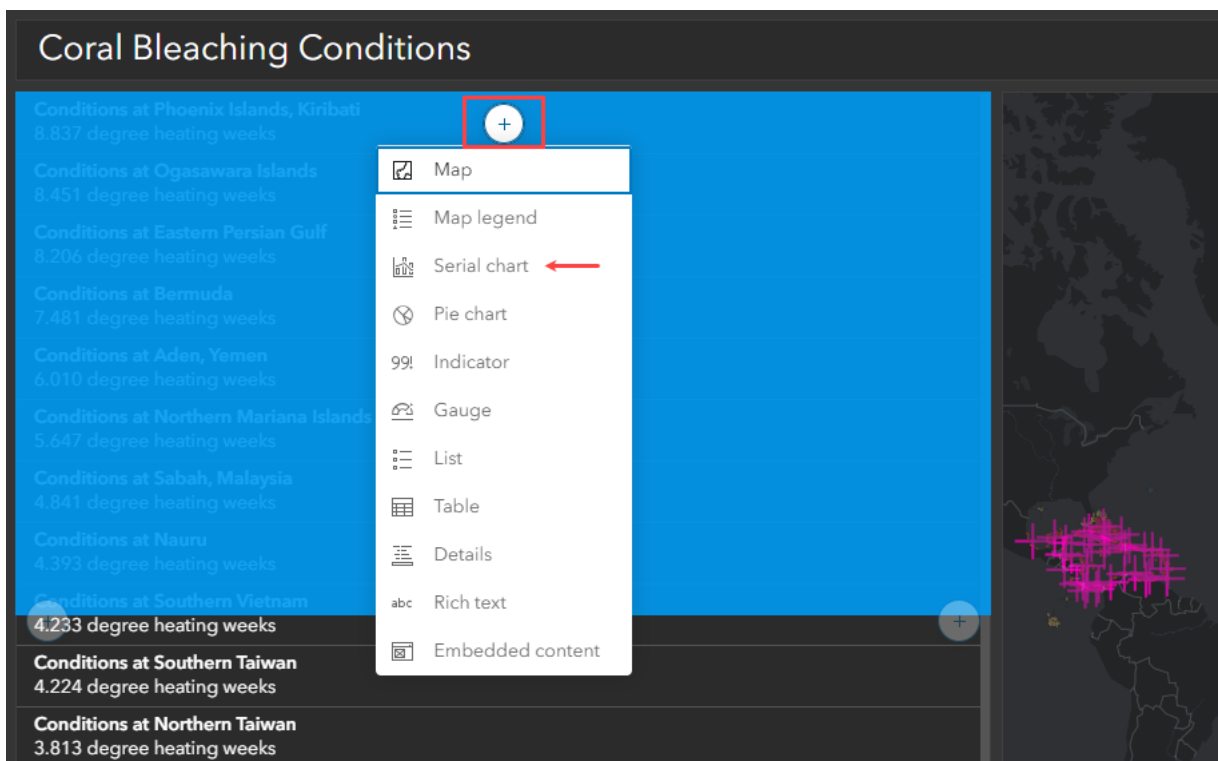 Coral Bleaching Conditions
Conditions at Phoenix Islands, Kiribati
8.837 degree heating weeks
Conditions at Ogasawara Islands
8.451 degree heating weeks
Conditions at Eastern Persian Gulf
8.206 degree heating weeks
Conditions at Bermuda
7.481 degree heating weeks
Conditions at Aden, Yemen
6.010 degree heating weeks
Conditions at Northern Mariana Islands
5.647 degree heating weeks
Conditions at Sabah, Malaysia
4.841 degree heating weeks
Conditions at Nauru
4.393 degree heating weeks
Conditions at Southern Vietnam
4.233 degree heating weeks
Conditions at Southern Taiwan
4.224 degree heating weeks
Conditions at Northern Taiwan
3.813 degree heating weeks
Map
Map legend
Serial chart
Pie chart
99! Indicator
Gauge
List
Table
Details
abc Rich text
Embedded content